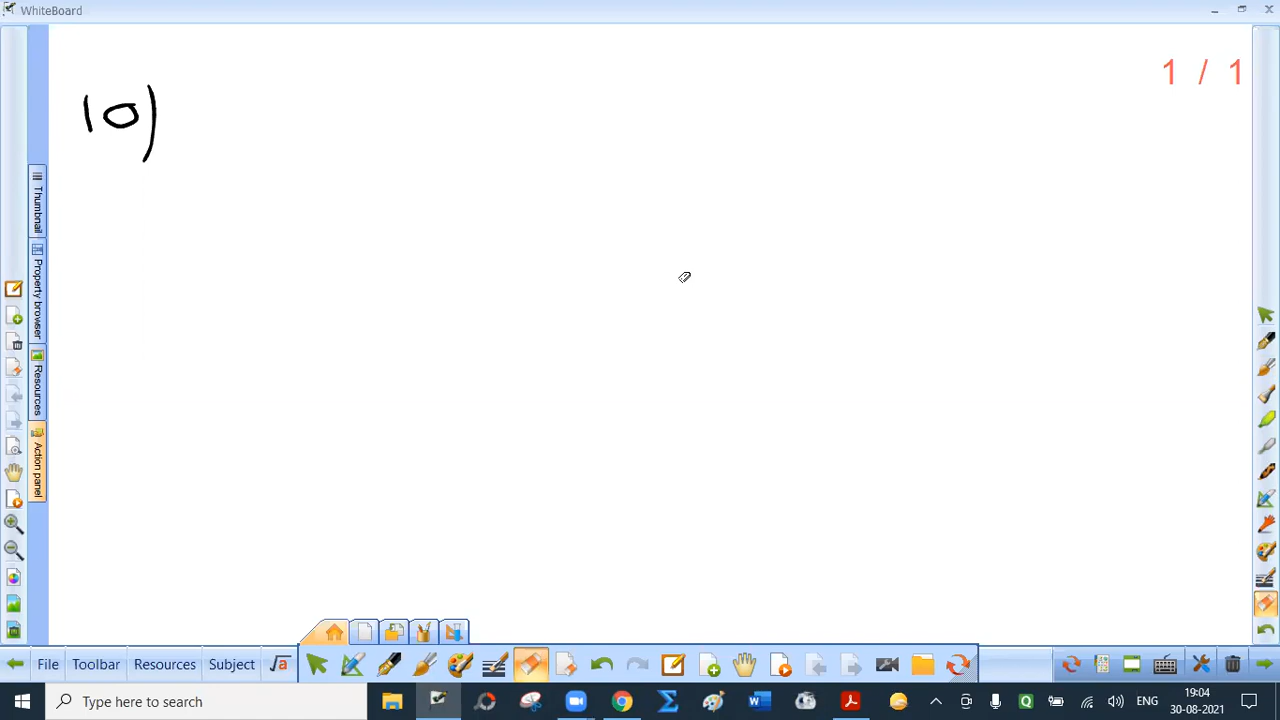 WhiteBoard
1 / 1
10)
Thumbnail
Property browser
Resources
Action panel
File Toolbar Resources Subject √a
Type here to search
ENG
19:04
30-08-2021